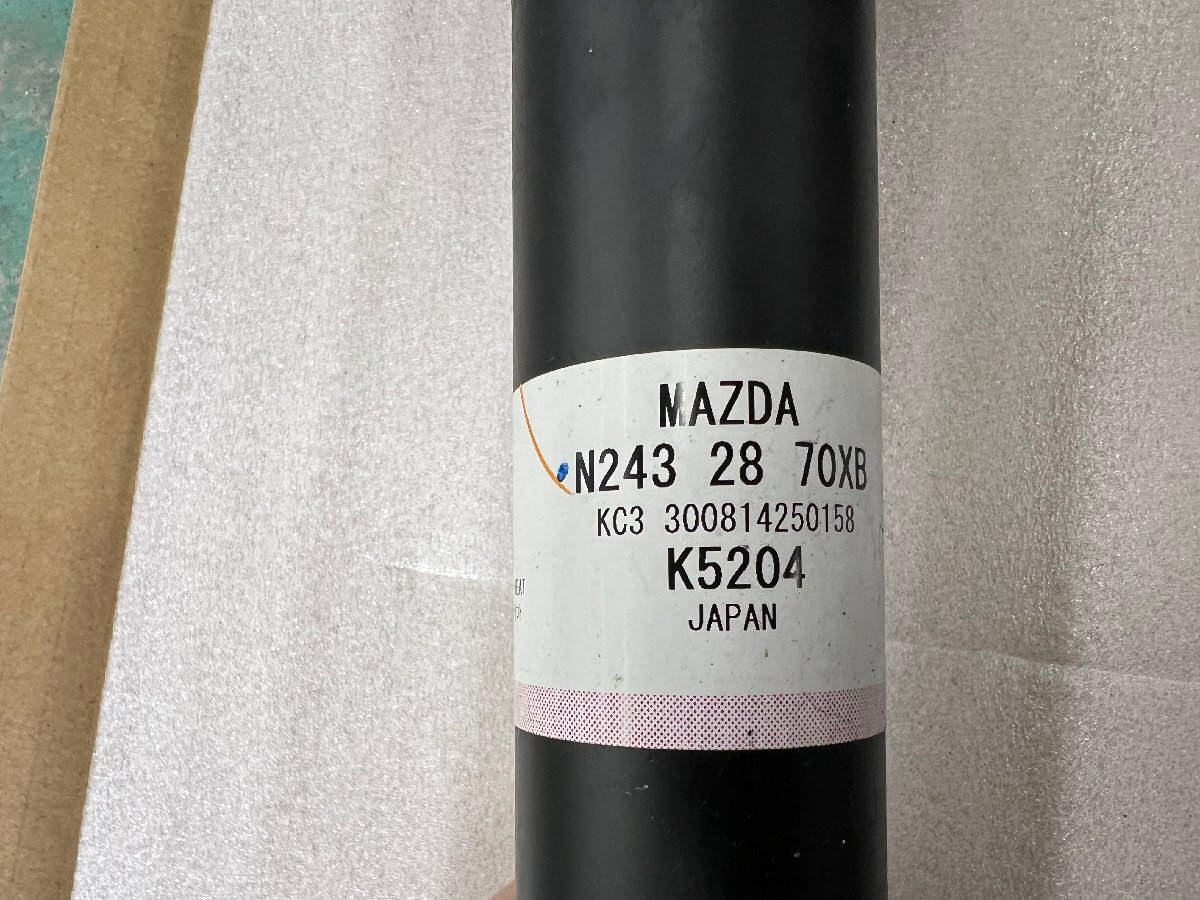 MAZDA
N243 28 70XB
KC3 300814250158
K5204
JAPAN